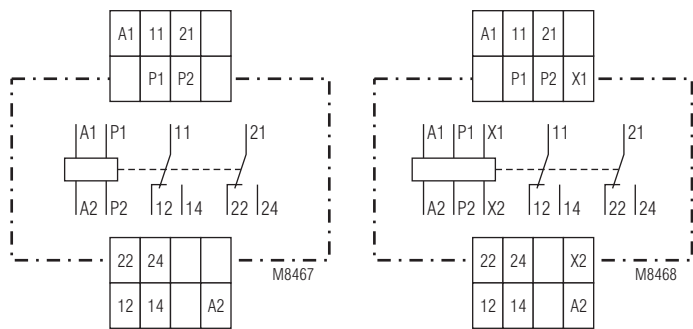 A1 11 21
P1 P2
A1 P1 11 21
A2 P2 12 14 22 24
22 24
M8467
12 14 A2
A1 11 21
P1 P2 X1
A1 P1 X1 11 21
A2 P2 X2 12 14 22 24
22 24 X2
M8468
12 14 A2